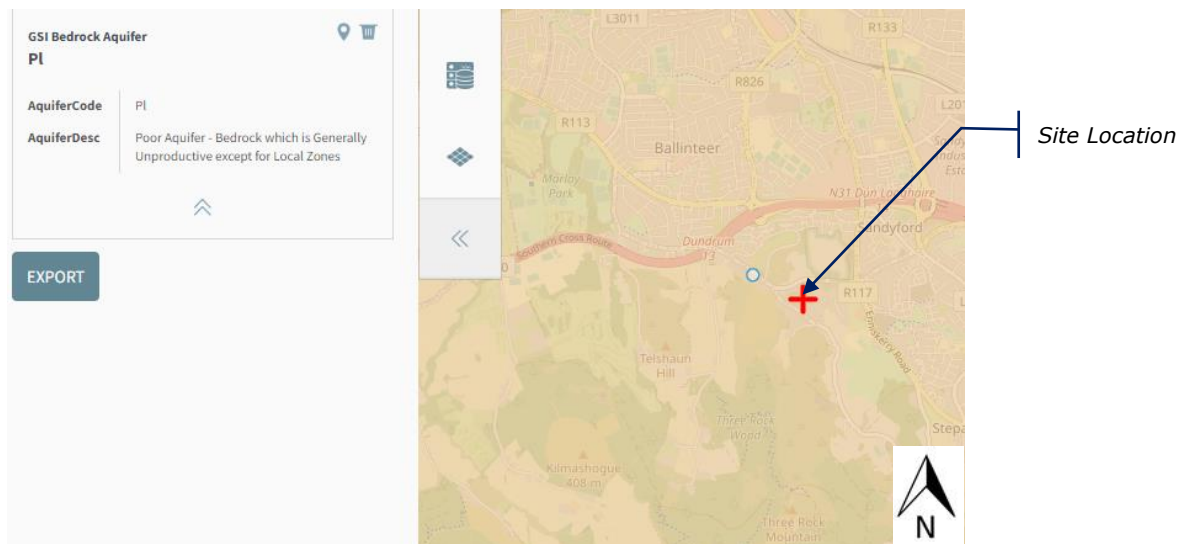 GSI Bedrock Aquifer
Pl
AquiferCode Pl
AquiferDesc Poor Aquifer - Bedrock which is Generally
Unproductive except for Local Zones
EXPORT
L3011
R133
R826
R113
Ballinteer
Marlay
Park
N31 Dun Laoghaire
Sandyford
Southern Cross Route
Dundrum
13
R117
Enniskerry Road
Three Rock
Wood
Hill
Kilmashogue
408 m
Three Rock
Mountain
Site Location
N